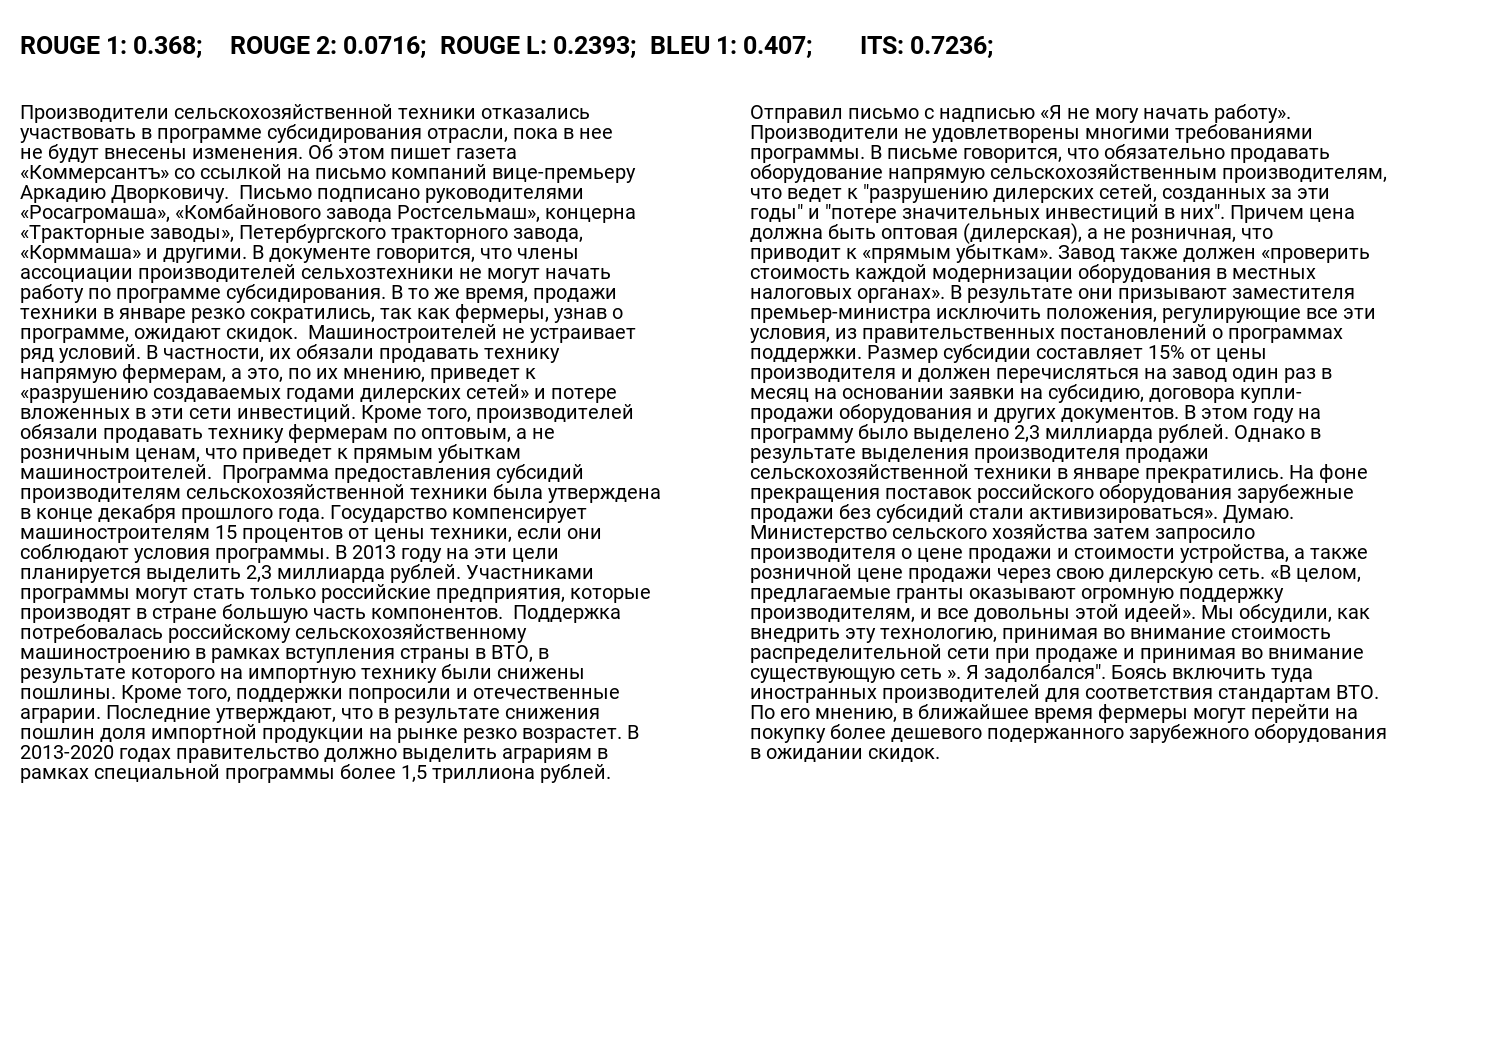 ROUGE 1: 0.368; ROUGE 2: 0.0716; ROUGE L: 0.2393; BLEU 1: 0.407; ITS: 0.7236;
Производители сельскохозяйственной техники отказались
участвовать в программе субсидирования отрасли, пока в нее
не будут внесены изменения. Об этом пишет газета
«Коммерсантъ» со ссылкой на письмо компаний вице-премьеру
Аркадию Дворковичу.  Письмо подписано руководителями
«Росагромаша», «Комбайнового завода Ростсельмаш», концерна
«Тракторные заводы», Петербургского тракторного завода,
«Корммаша» и другими. В документе говорится, что члены
ассоциации производителей сельхозтехники не могут начать
работу по программе субсидирования. В то же время, продажи
техники в январе резко сократились, так как фермеры, узнав о
программе, ожидают скидок.  Машиностроителей не устраивает
ряд условий. В частности, их обязали продавать технику
напрямую фермерам, а это, по их мнению, приведет к
«разрушению создаваемых годами дилерских сетей» и потере
вложенных в эти сети инвестиций. Кроме того, производителей
обязали продавать технику фермерам по оптовым, а не
розничным ценам, что приведет к прямым убыткам
машиностроителей.  Программа предоставления субсидий
производителям сельскохозяйственной техники была утверждена
в конце декабря прошлого года. Государство компенсирует
машиностроителям 15 процентов от цены техники, если они
соблюдают условия программы. В 2013 году на эти цели
планируется выделить 2,3 миллиарда рублей. Участниками
программы могут стать только российские предприятия, которые
производят в стране большую часть компонентов.  Поддержка
потребовалась российскому сельскохозяйственному
машиностроению в рамках вступления страны в ВТО, в
результате которого на импортную технику были снижены
пошлины. Кроме того, поддержки попросили и отечественные
аграрии. Последние утверждают, что в результате снижения
пошлин доля импортной продукции на рынке резко возрастет. В
2013-2020 годах правительство должно выделить аграриям в
рамках специальной программы более 1,5 триллиона рублей.
Отправил письмо с надписью «Я не могу начать работу».
Производители не удовлетворены многими требованиями
программы. В письме говорится, что обязательно продавать
оборудование напрямую сельскохозяйственным производителям,
что ведет к "разрушению дилерских сетей, созданных за эти
годы" и "потере значительных инвестиций в них". Причем цена
должна быть оптовая (дилерская), а не розничная, что
приводит к «прямым убыткам». Завод также должен «проверить
стоимость каждой модернизации оборудования в местных
налоговых органах». В результате они призывают заместителя
премьер-министра исключить положения, регулирующие все эти
условия, из правительственных постановлений о программах
поддержки. Размер субсидии составляет 15% от цены
производителя и должен перечисляться на завод один раз в
месяц на основании заявки на субсидию, договора купли-
продажи оборудования и других документов. В этом году на
программу было выделено 2,3 миллиарда рублей. Однако в
результате выделения производителя продажи
сельскохозяйственной техники в январе прекратились. На фоне
прекращения поставок российского оборудования зарубежные
продажи без субсидий стали активизироваться». Думаю.
Министерство сельского хозяйства затем запросило
производителя о цене продажи и стоимости устройства, а также
розничной цене продажи через свою дилерскую сеть. «В целом,
предлагаемые гранты оказывают огромную поддержку
производителям, и все довольны этой идеей». Мы обсудили, как
внедрить эту технологию, принимая во внимание стоимость
распределительной сети при продаже и принимая во внимание
существующую сеть ». Я задолбался". Боясь включить туда
иностранных производителей для соответствия стандартам ВТО.
По его мнению, в ближайшее время фермеры могут перейти на
покупку более дешевого подержанного зарубежного оборудования
в ожидании скидок.